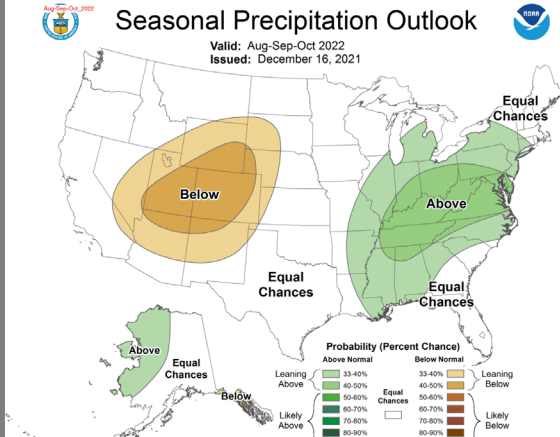 Aug-Sep-Oct_2022
Seasonal Precipitation Outlook
NOAA
Valid: Aug-Sep-Oct 2022
Issued: December 16, 2021
Equal
Chances
Below
Above
Equal
Chances
Equal
Chances
Above
Equal
Chances
Below
Probability (Percent Chance)
Above Normal
Below Normal
Leaning
Above
33-40%
40-50%
50-60%
60-70%
70-80%
80-90%
Likely
Above
Equal
Chances
33-40%
40-50%
50-60%
60-70%
70-80%
80-90%
Leaning
Below
Likely
Below